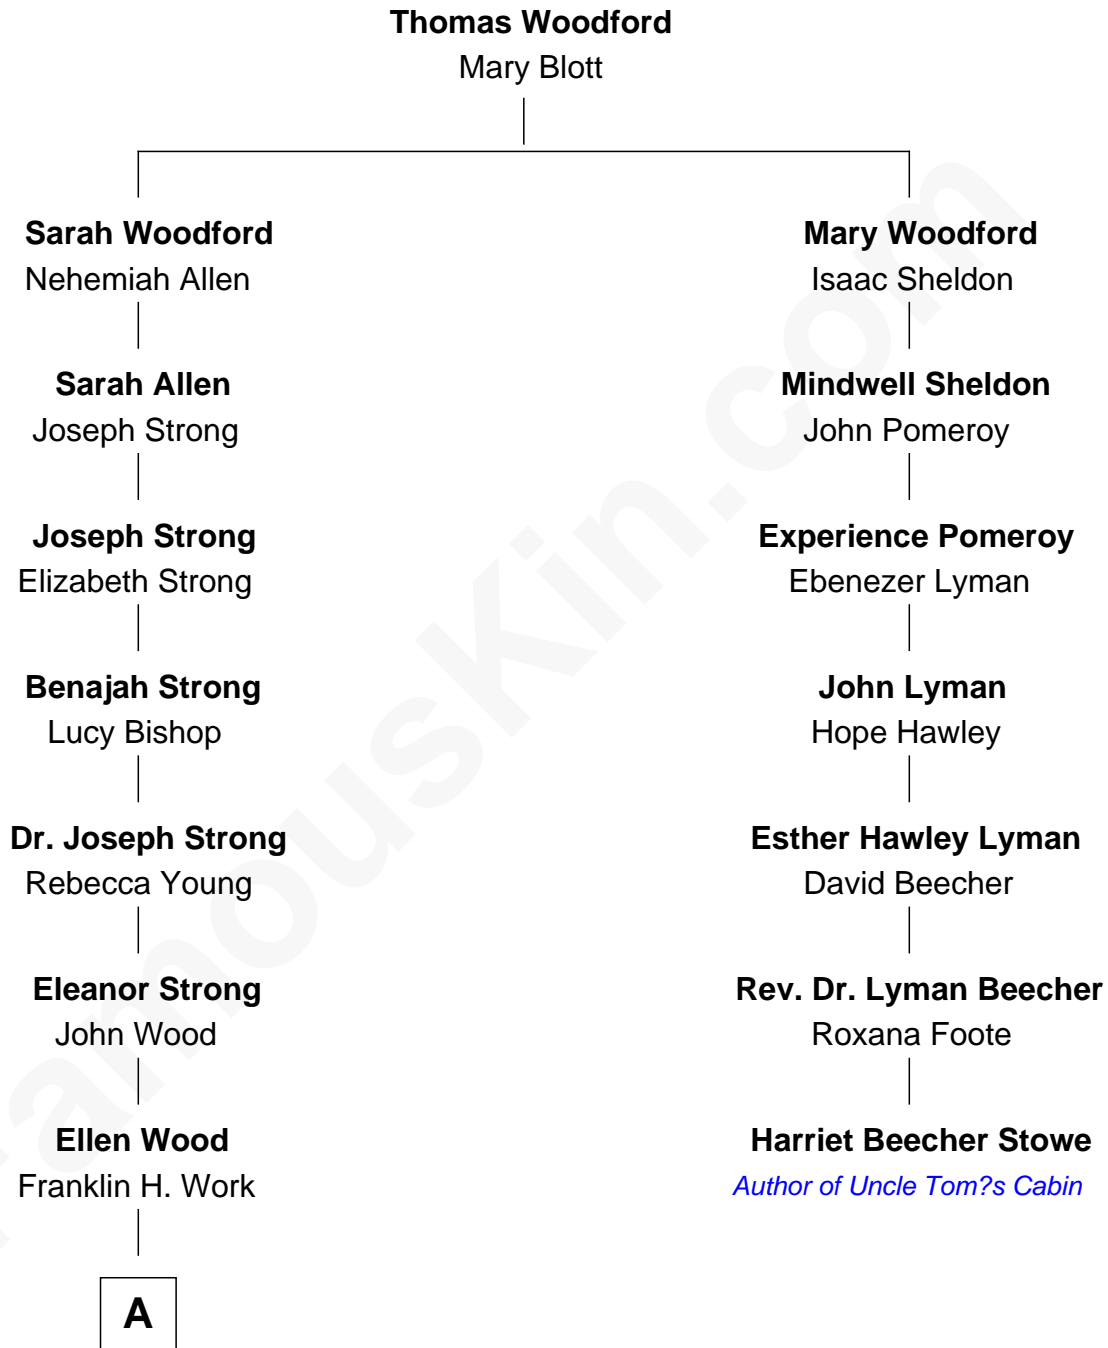 Thomas Woodford
Mary Blott
Sarah Woodford
Nehemiah Allen
Mary Woodford
Isaac Sheldon
Sarah Allen
Joseph Strong
Mindwell Sheldon
John Pomeroy
Joseph Strong
Elizabeth Strong
Experience Pomeroy
Ebenezer Lyman
Benajah Strong
Lucy Bishop
John Lyman
Hope Hawley
Dr. Joseph Strong
Rebecca Young
Esther Hawley Lyman
David Beecher
Eleanor Strong
John Wood
Rev. Dr. Lyman Beecher
Roxana Foote
Ellen Wood
Franklin H. Work
Harriet Beecher Stowe
Author of Uncle Tom?s Cabin
A
FamousKin.com